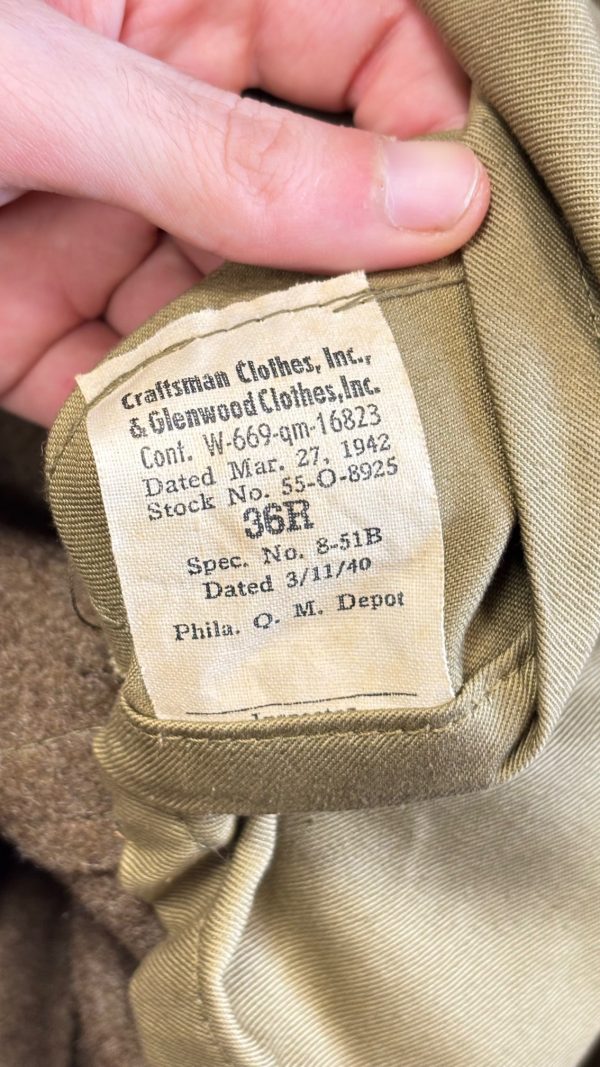 Craftsman Clothes, Inc.,
& Glenwood Clothes, Inc.
Cont. W-669-qm-16823
Dated Mar. 27, 1942
Stock No. 55-O-8925
36R
Spec. No. 8-51B
Dated 3/11/40
Phila. Q. M. Depot
Inspector